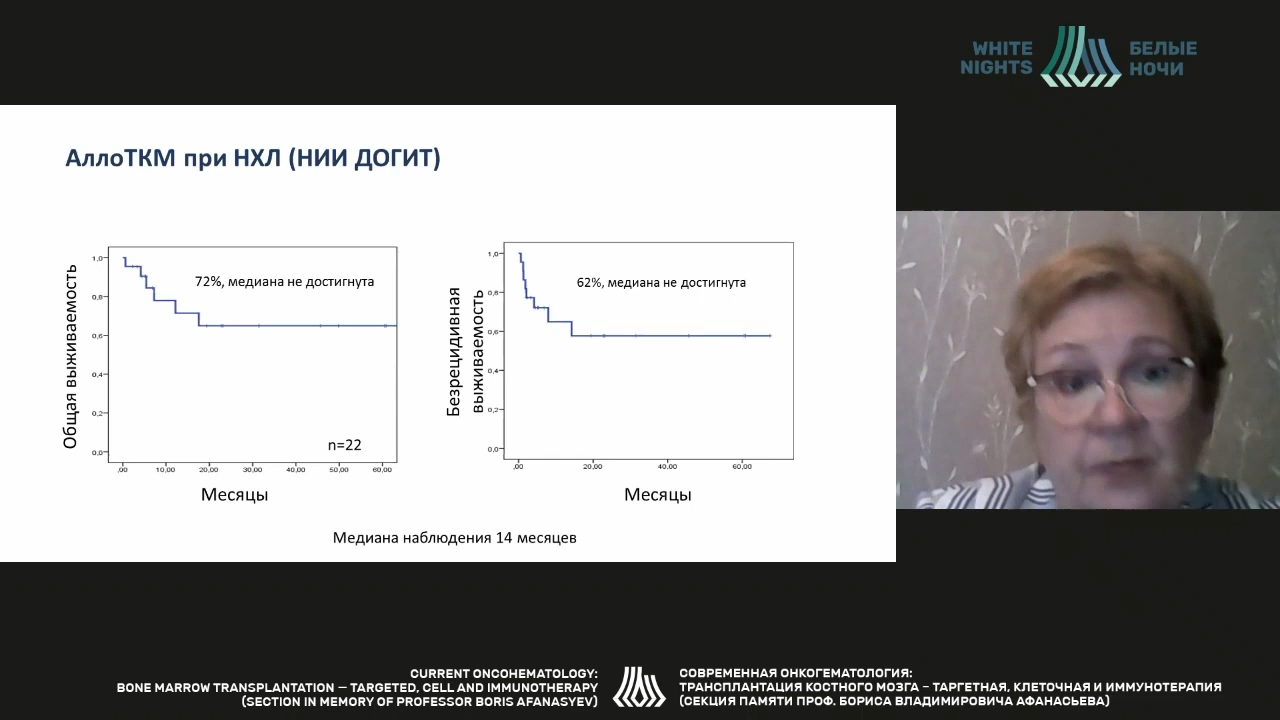 WHITE
NIGHTS
БЕЛЫЕ
НОЧИ
АллоТКМ при НХЛ (НИИ ДОГИТ)
Общая выживаемость
1,0
0,8
0,6
0,4
0,2
0,0
72%, медиана не достигнута
n=22
,00 10,00 20,00 30,00 40,00 50,00 60,00
Месяцы
Безрецидивная
выживаемость
1,0
0,8
0,6
0,4
0,2
0,0
62%, медиана не достигнута
,00 20,00 40,00 60,00
Месяцы
Медиана наблюдения 14 месяцев
CURRENT ONCOHEMATOLOGY:
BONE MARROW TRANSPLANTATION – TARGETED, CELL AND IMMUNOTHERAPY
(SECTION IN MEMORY OF PROFESSOR BORIS AFANASYEV)
СОВРЕМЕННАЯ ОНКОГЕМАТОЛОГИЯ:
ТРАНСПЛАНТАЦИЯ КОСТНОГО МОЗГА – ТАРГЕТНАЯ, КЛЕТОЧНАЯ И ИММУНОТЕРАПИЯ
(СЕКЦИЯ ПАМЯТИ ПРОФ. БОРИСА ВЛАДИМИРОВИЧА АФАНАСЬЕВА)